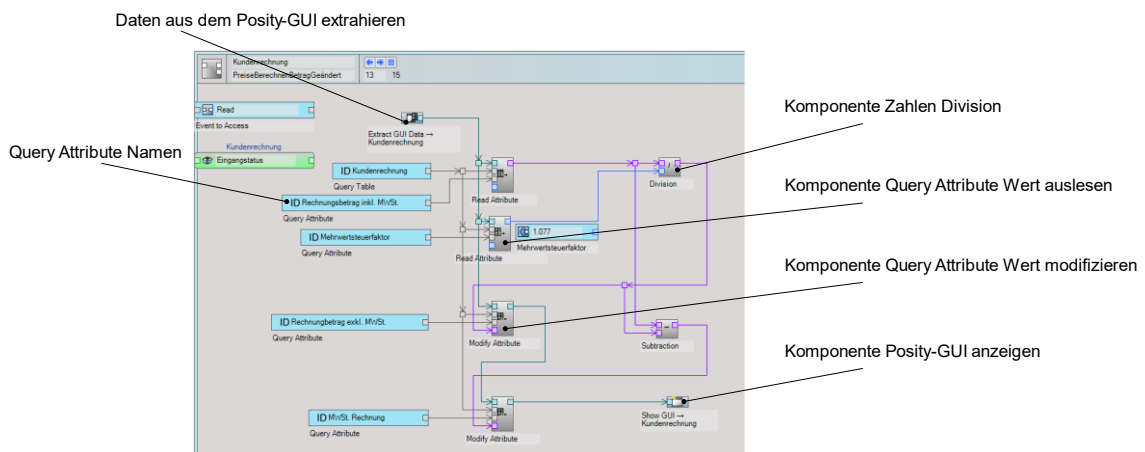 Daten aus dem Posity-GUI extrahieren
Kundenrechnung
PreiseBerechnenBetragGeändert
13 15
Read
Event to Access
Kundenrechnung
Eingangstatus
Query Attribute Namen
Extract GUI Data →
Kundenrechnung
ID Kundenrechnung
Query Table
ID Rechnungsbetrag inkl. MWSt.
Query Attribute
ID Mehrwertsteuerfaktor
Query Attribute
Read Attribute
Read Attribute
1.077
Mehrwertsteuerfaktor
Division
Komponente Zahlen Division
Komponente Query Attribute Wert auslesen
Komponente Query Attribute Wert modifizieren
ID Rechnungbetrag exkl. MWSt.
Query Attribute
Modify Attribute
Subtraction
Komponente Posity-GUI anzeigen
ID MWSt. Rechnung
Query Attribute
Modify Attribute
Show GUI →
Kundenrechnung